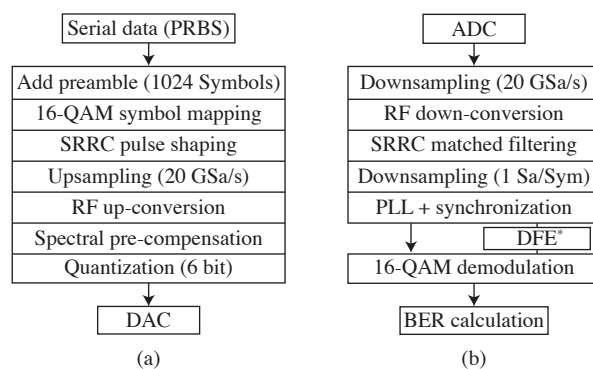 Serial data (PRBS)
Add preamble (1024 Symbols)
16-QAM symbol mapping
SRRC pulse shaping
Upsampling (20 GSa/s)
RF up-conversion
Spectral pre-compensation
Quantization (6 bit)
DAC
(a)
ADC
Downsampling (20 GSa/s)
RF down-conversion
SRRC matched filtering
Downsampling (1 Sa/Sym)
PLL + synchronization
DFE*
16-QAM demodulation
BER calculation
(b)